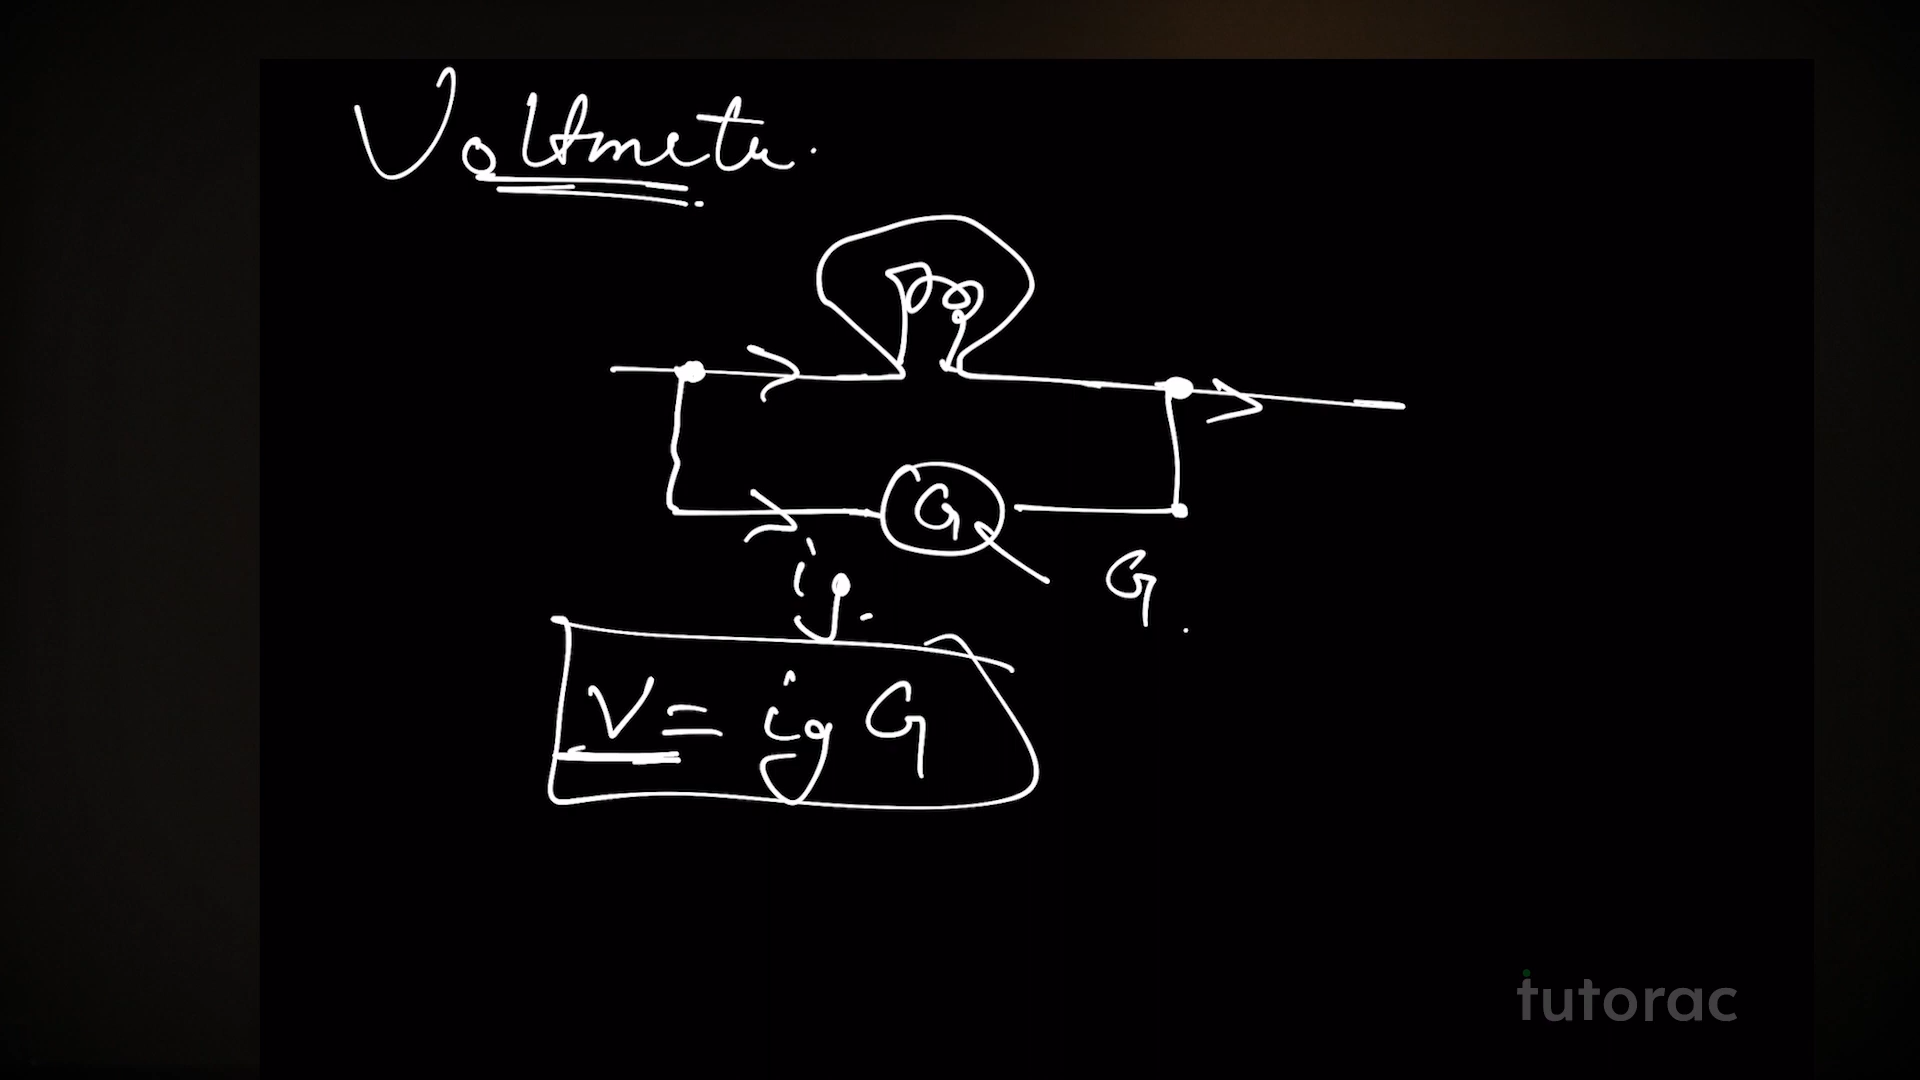 Voltmeter.
G
ig.
G.
V = ig G
tutorac